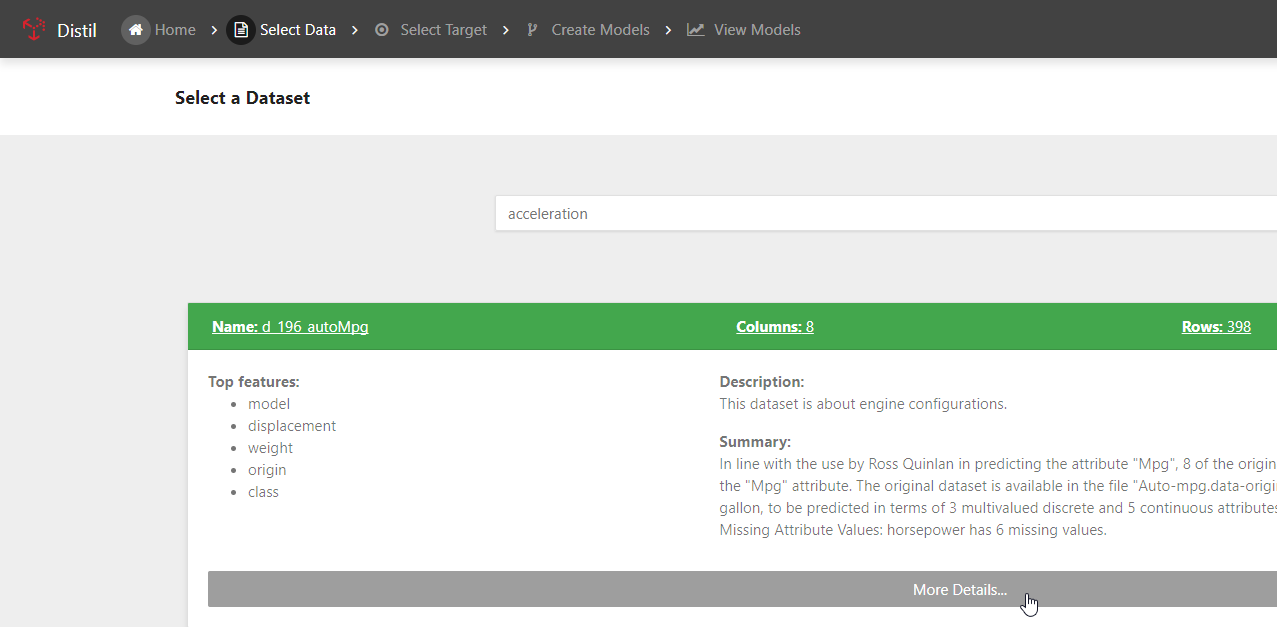 Distil Home Select Data Select Target Create Models View Models
Select a Dataset
acceleration
Name: d_196_autoMpg Columns: 8 Rows: 398
Top features:
model
displacement
weight
origin
class
Description:
This dataset is about engine configurations.
Summary:
In line with the use by Ross Quinlan in predicting the attribute "Mpg", 8 of the origin
the "Mpg" attribute. The original dataset is available in the file "Auto-mpg.data-origi
gallon, to be predicted in terms of 3 multivalued discrete and 5 continuous attributes
Missing Attribute Values: horsepower has 6 missing values.
More Details...